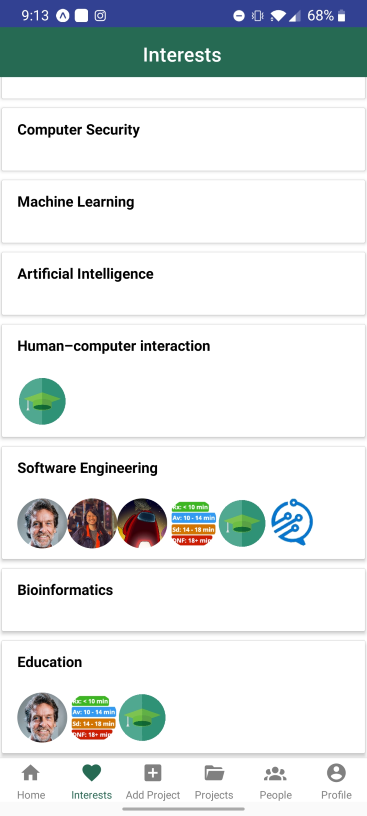 9:13
68%
Interests
Computer Security
Machine Learning
Artificial Intelligence
Human–computer interaction
Software Engineering
Rx: < 10 min
Av: 10 - 14 min
Sd: 14 - 18 min
DNF: 18+ min
Bioinformatics
Education
Rx: < 10 min
Av: 10 - 14 min
Sd: 14 - 18 min
DNF: 18+ min
Home
Interests
Add Project
Projects
People
Profile